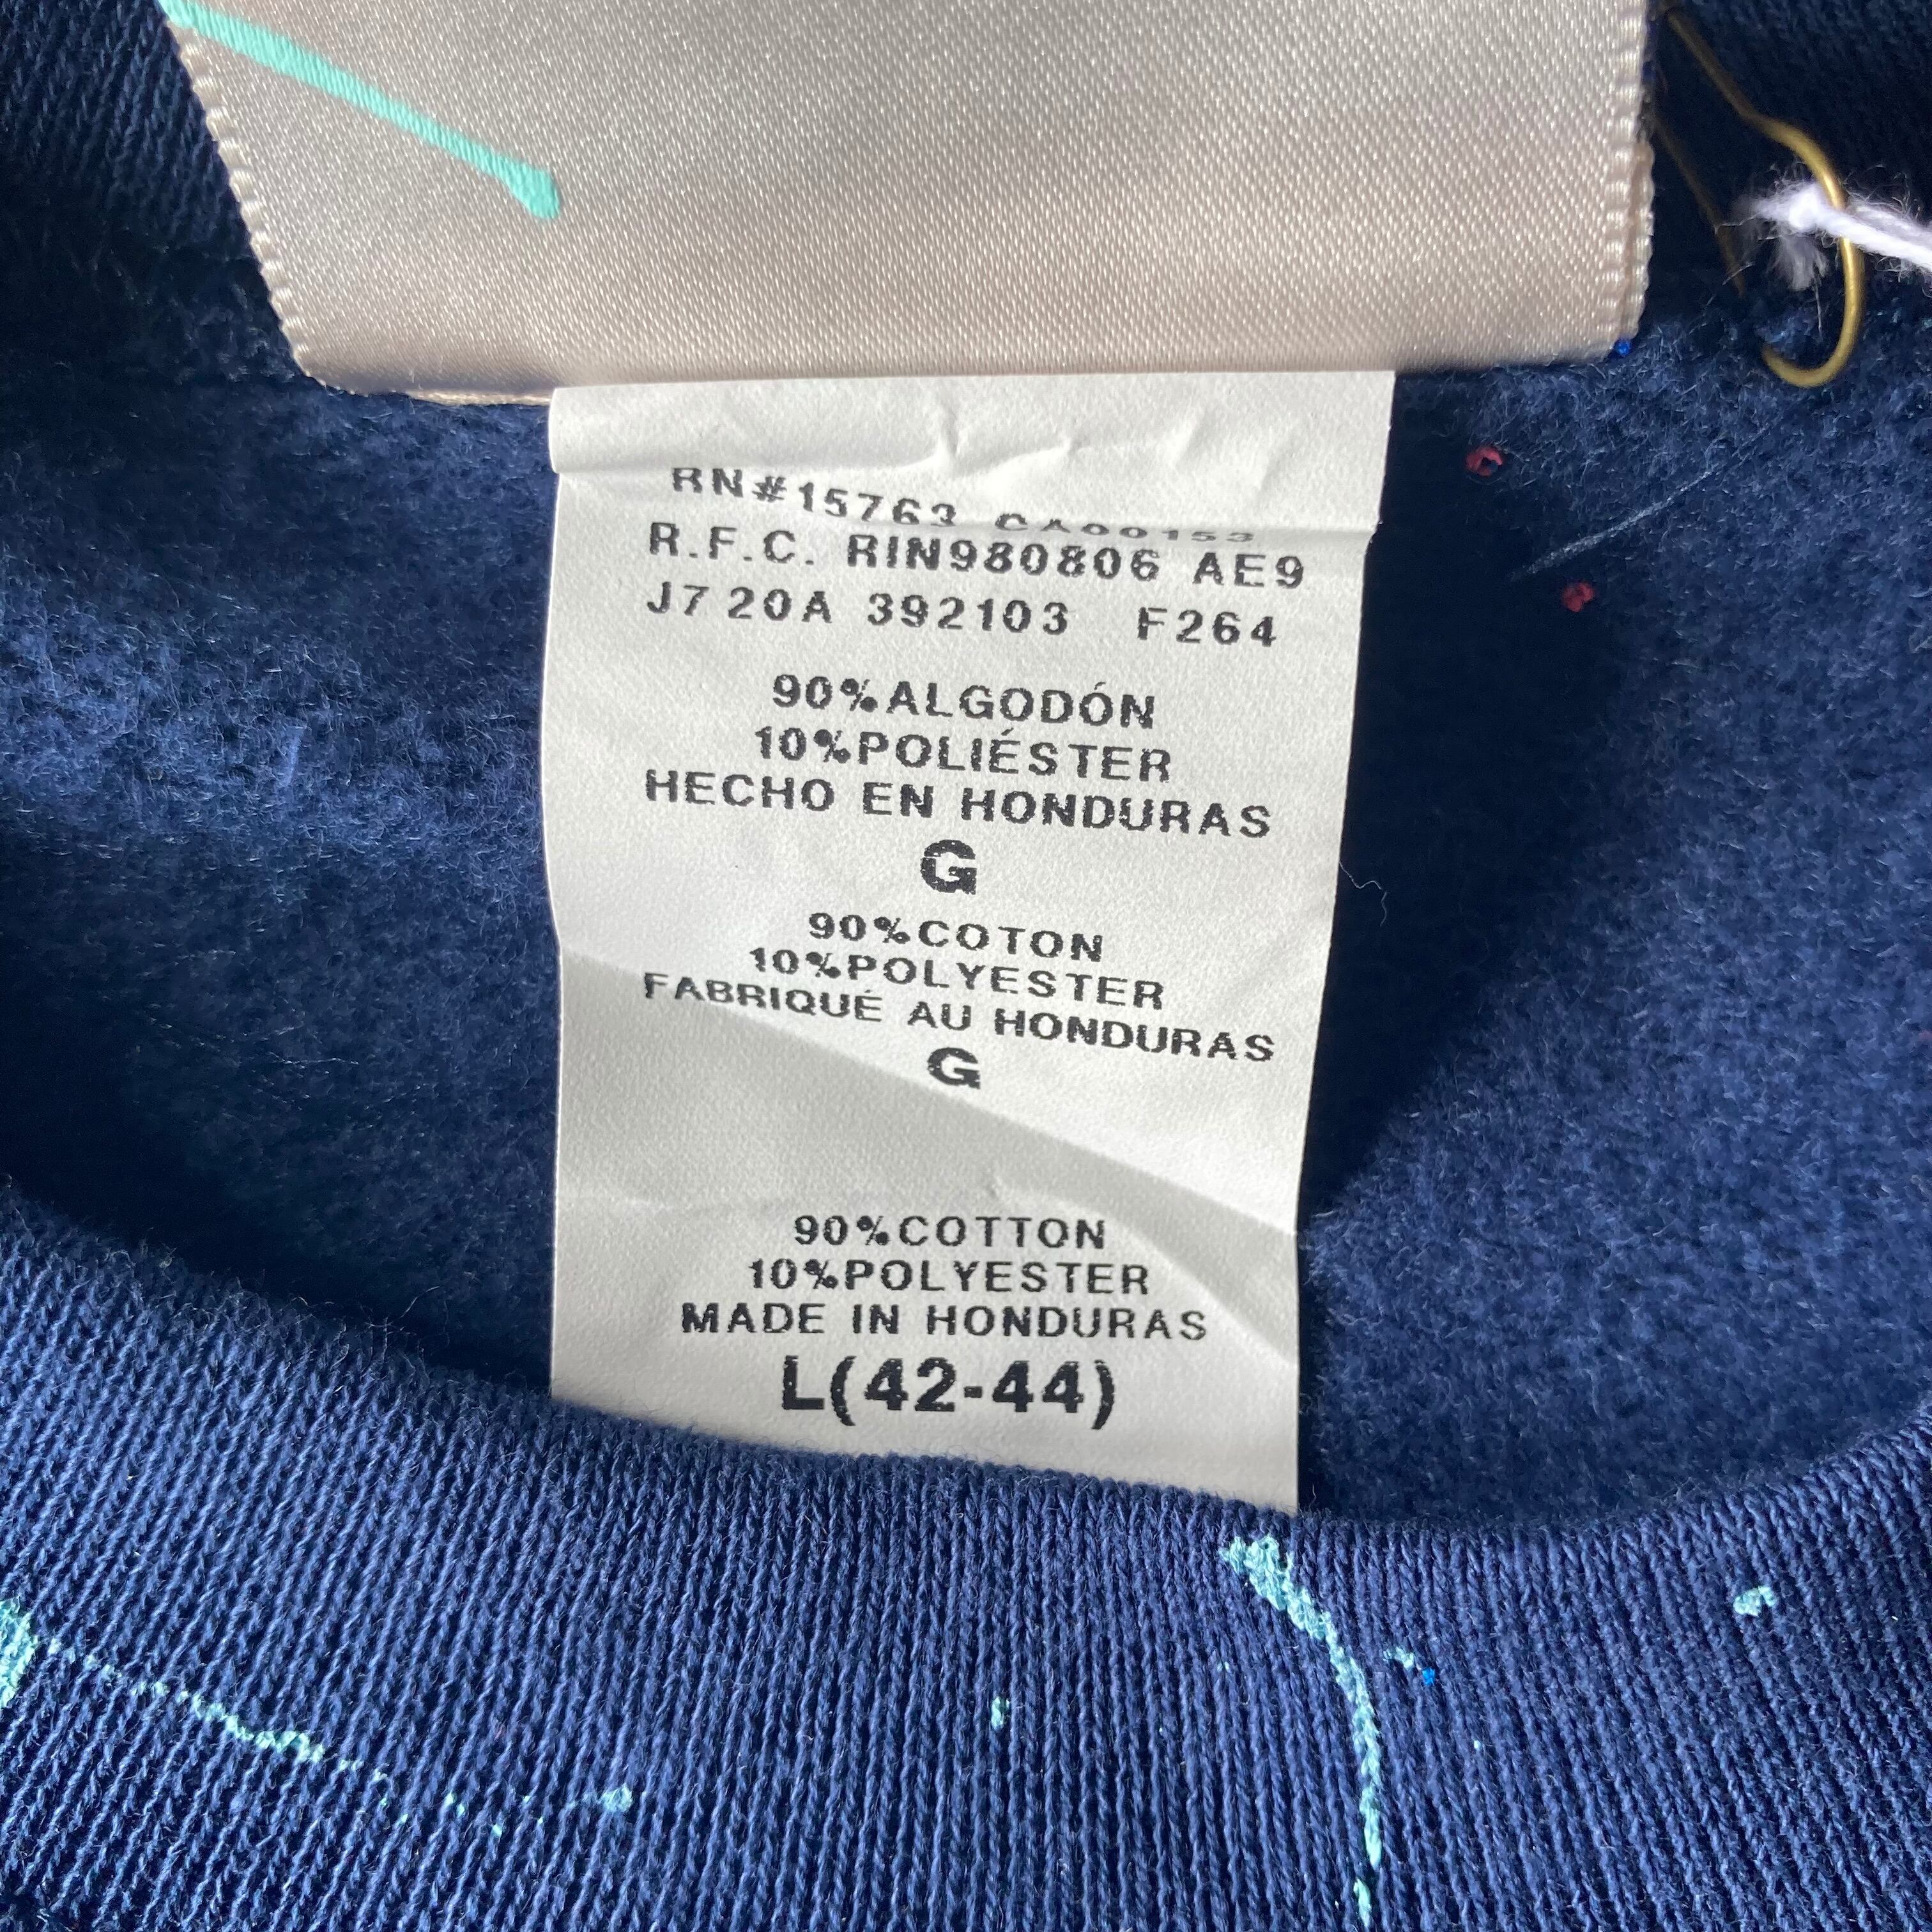 RN#15763 CA00153
R.F.C. RIN980806 AE9
J7 20A 392103 F264
90%ALGODÓN
10%POLIÉSTER
HECHO EN HONDURAS
G
90%COTON
10%POLYESTER
FABRIQUÉ AU HONDURAS
G
90%COTTON
10%POLYESTER
MADE IN HONDURAS
L(42-44)